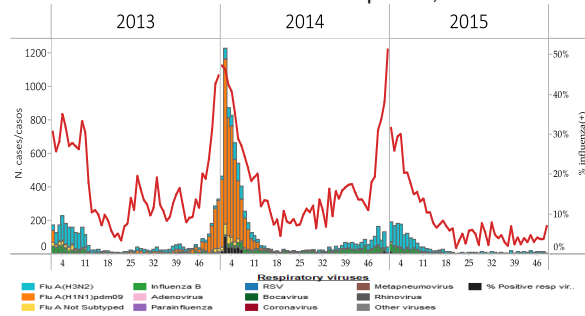 2013 2014 2015
N. cases/casos
1200
1000
800
600
400
200
0
50%
40%
30%
20%
10%
0%
% influenza(+)
4 11 18 25 32 39 46 4 11 18 25 32 39 46 4 11 18 25 32 39 46
Respiratory viruses
Flu A(H3N2) Influenza B RSV Metapneumovirus % Positive resp vir..
Flu A(H1N1)pdm09 Adenovirus Bocavirus Rhinovirus
Flu A Not Subtyped Parainfluenza Coronavirus Other viruses